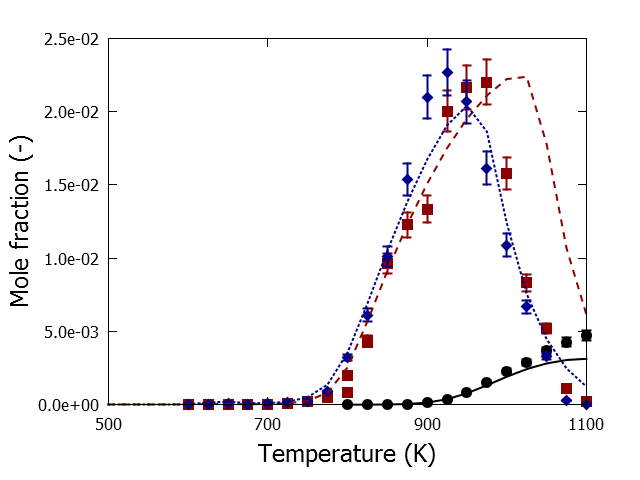 2.5e-02
2.0e-02
1.5e-02
1.0e-02
5.0e-03
0.0e+00
500
700
900
1100
Mole fraction (-)
Temperature (K)